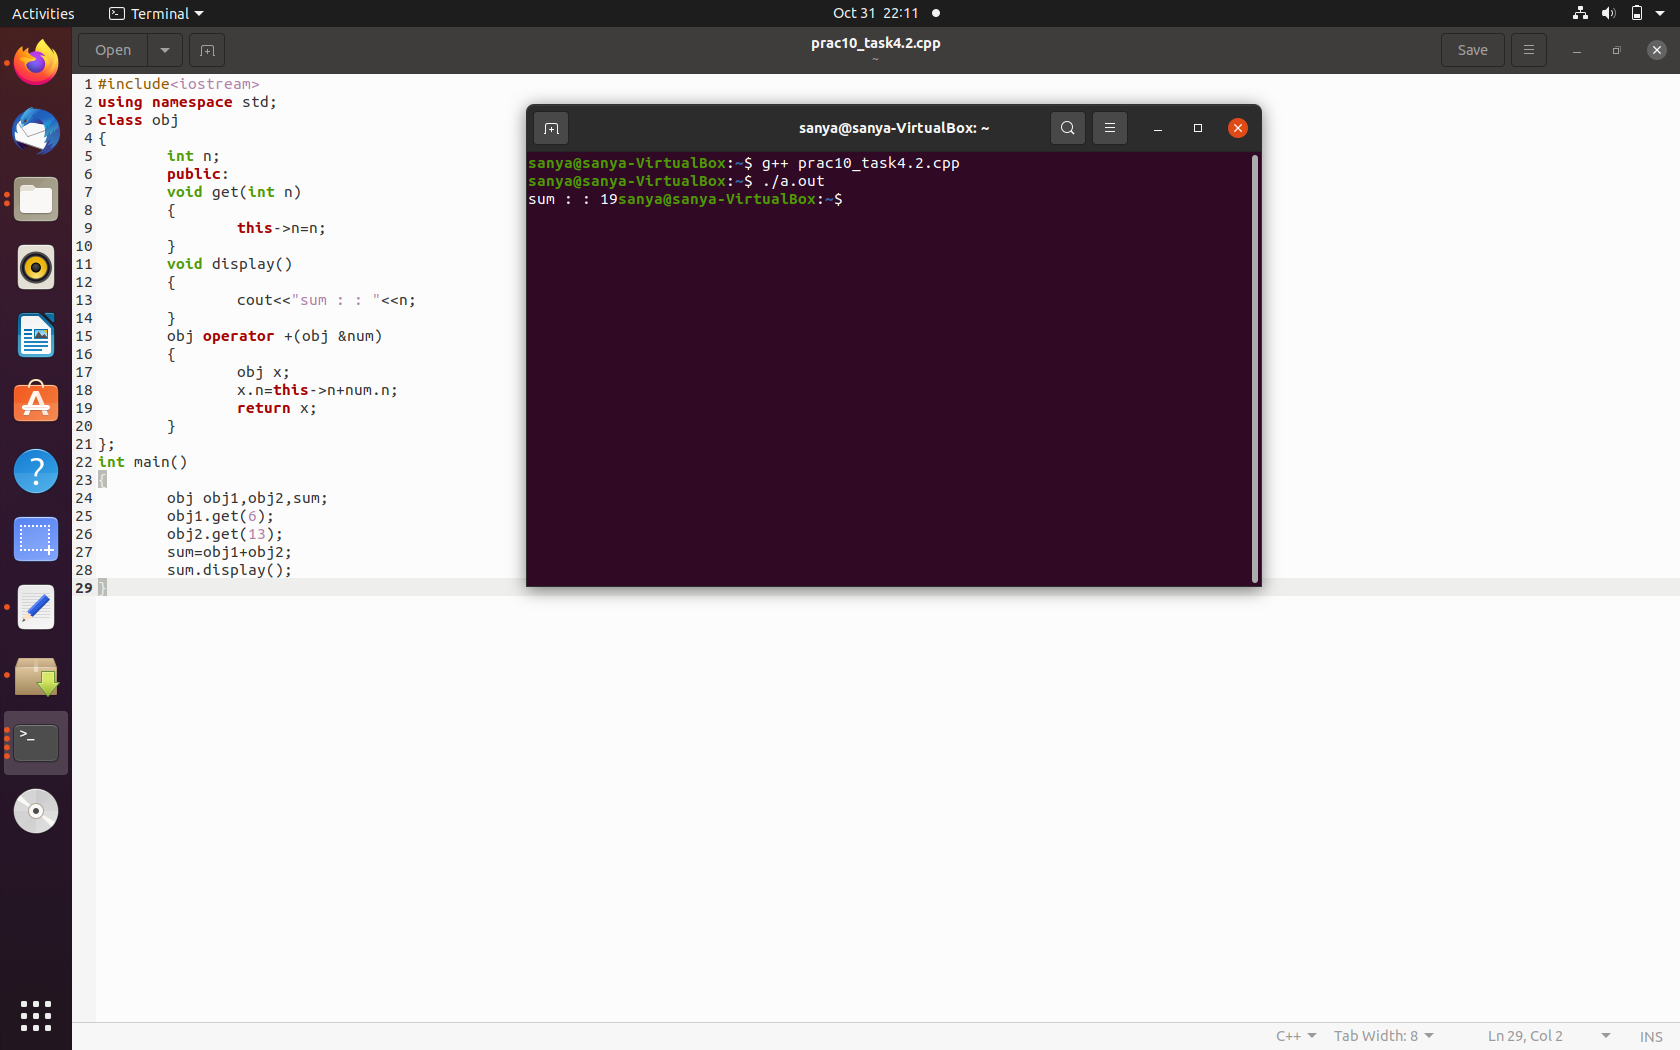 Activities Terminal Oct 31 22:11
Open prac10_task4.2.cpp Save
~
1 #include<iostream>
2 using namespace std;
3 class obj
4 {
5 int n;
6 public:
7 void get(int n)
8 {
9 this->n=n;
10 }
11 void display()
12 {
13 cout<<"sum : : "<<n;
14 }
15 obj operator +(obj &num)
16 {
17 obj x;
18 x.n=this->n+num.n;
19 return x;
20 }
21 };
22 int main()
23 {
24 obj obj1,obj2,sum;
25 obj1.get(6);
26 obj2.get(13);
27 sum=obj1+obj2;
28 sum.display();
29 }
sanya@sanya-VirtualBox: ~
sanya@sanya-VirtualBox:~$ g++ prac10_task4.2.cpp
sanya@sanya-VirtualBox:~$ ./a.out
sum : : 19sanya@sanya-VirtualBox:~$
C++ Tab Width: 8 Ln 29, Col 2 INS